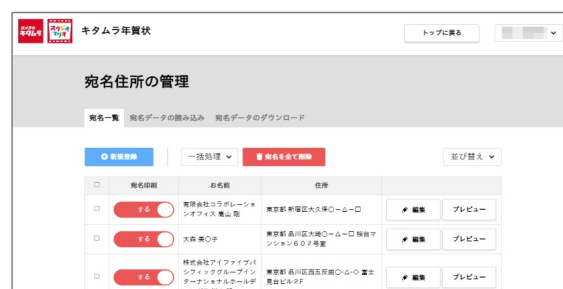 カメラの
キタムラ
スタジオ
マリオ
キタムラ年賀状
トップに戻る
宛名住所の管理
宛名一覧 宛名データの読み込み 宛名データのダウンロード
新規登録 一括処理 宛名を全て削除 並び替え
宛名印刷 お名前 住所
する 有限会社コラボレーショ
ンオフィス 嵩山 剛 東京都 新宿区大久保○ー△ー□ 編集 プレビュー
する 大森 美○子 東京都 品川区大崎○ー△ー□ 桜台マ
ンション６０２号室 編集 プレビュー
株式会社アイファイブパ
シフィックグループイン
ターナショナルホールデ
する 東京都 品川区西五反田○-△-◇ 富士
見台ビル２F 編集 プレビュー